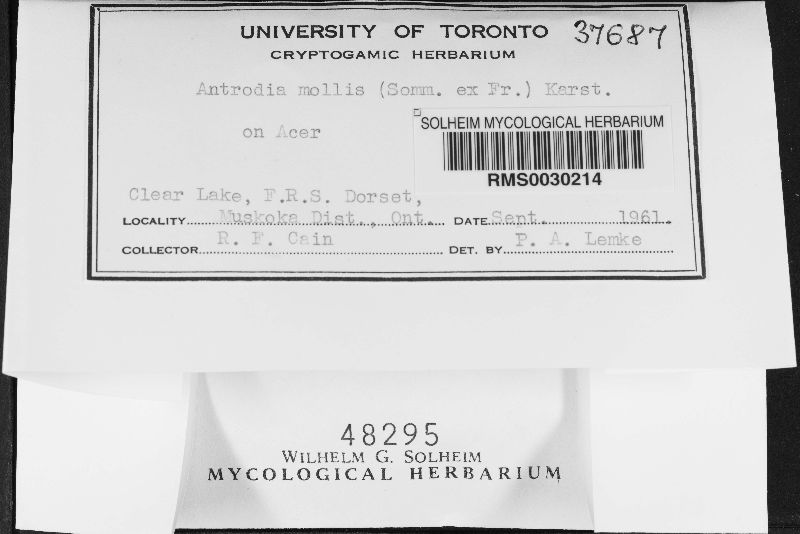 UNIVERSITY OF TORONTO 37687
CRYPTOGAMIC HERBARIUM
Antrodia mollis (Somm. ex Fr.) Karst.
on Acer
SOLHEIM MYCOLOGICAL HERBARIUM
RMS0030214
Clear Lake, F.R.S. Dorset,
LOCALITY Muskoka Dist., Ont. DATE Sept. 1961.
COLLECTOR R. F. Cain DET. BY P. A. Lemke
48295
WILHELM G. SOLHEIM
MYCOLOGICAL HERBARIUM